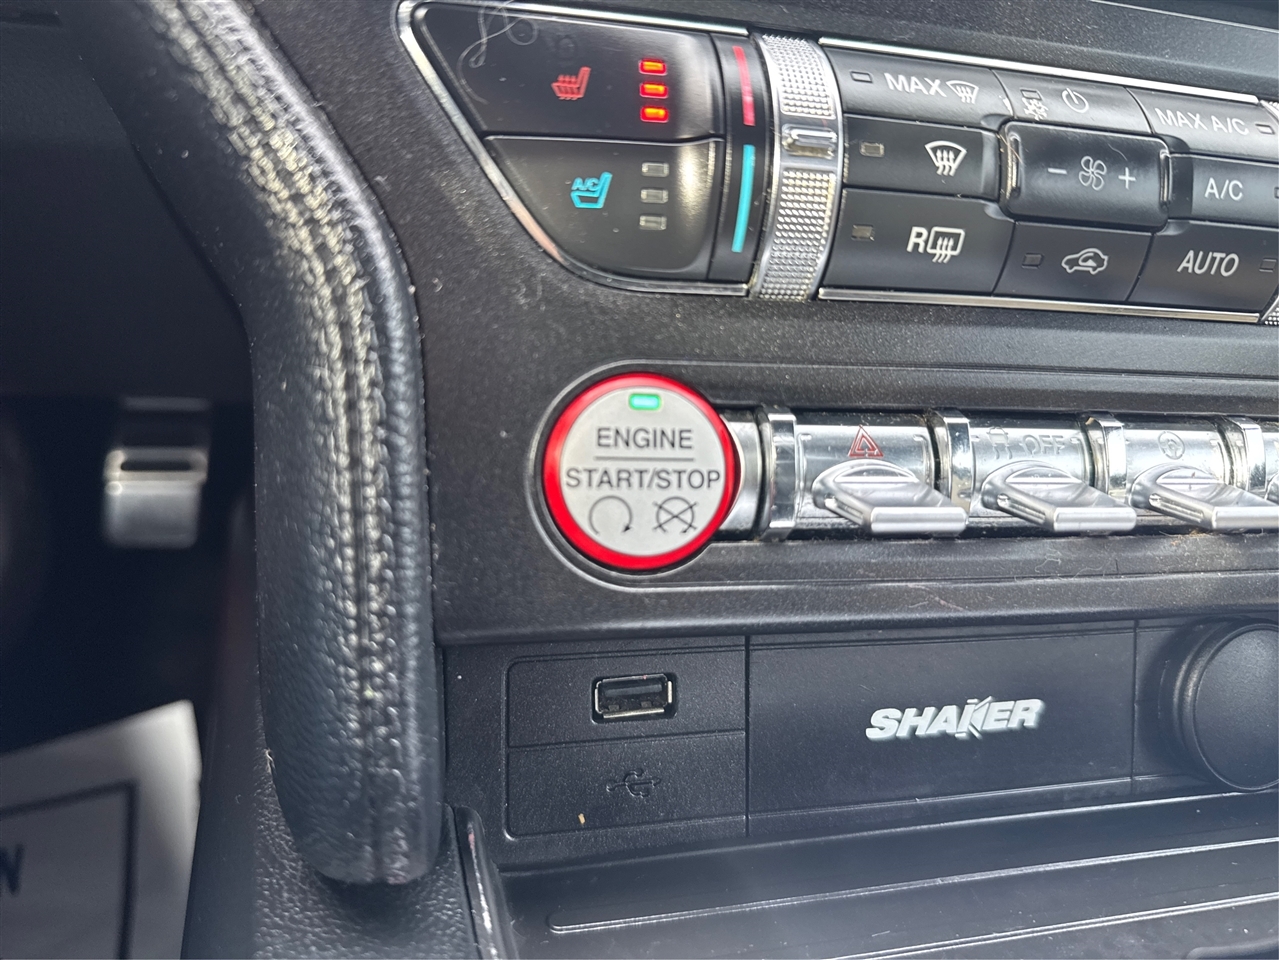 MAX
MAX A/C
A/C
A/C
R
AUTO
- +
ENGINE
START/STOP
OFF
SHAKER
N